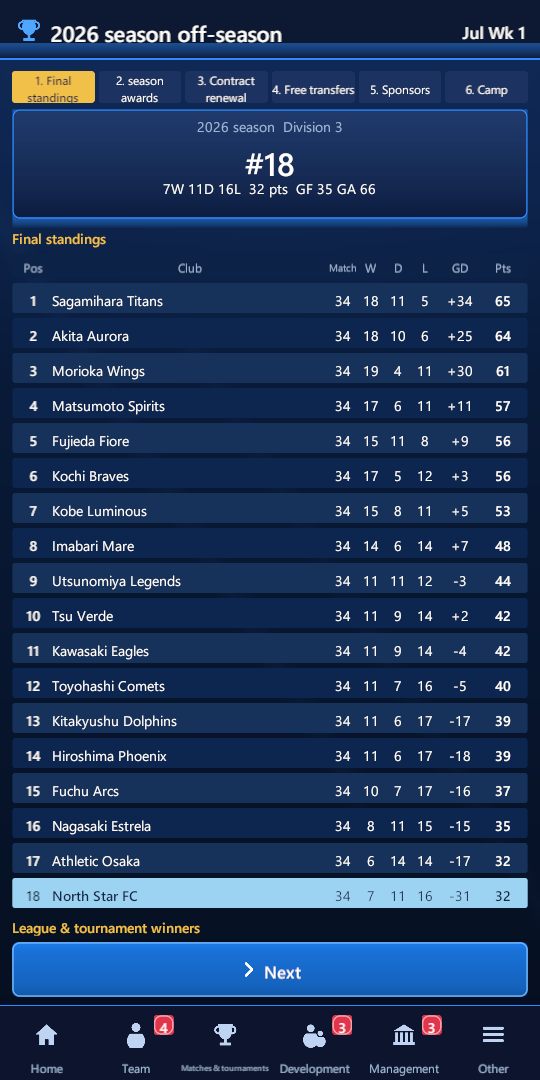 2026 season off-season
Jul Wk 1
1. Final standings
2. season awards
3. Contract renewal
4. Free transfers
5. Sponsors
6. Camp
2026 season Division 3
#18
7W 11D 16L 32 pts GF 35 GA 66
Final standings
Pos Club Match W D L GD Pts
1 Sagamihara Titans 34 18 11 5 +34 65
2 Akita Aurora 34 18 10 6 +25 64
3 Morioka Wings 34 19 4 11 +30 61
4 Matsumoto Spirits 34 17 6 11 +11 57
5 Fujieda Fiore 34 15 11 8 +9 56
6 Kochi Braves 34 17 5 12 +3 56
7 Kobe Luminous 34 15 8 11 +5 53
8 Imabari Mare 34 14 6 14 +7 48
9 Utsunomiya Legends 34 11 11 12 -3 44
10 Tsu Verde 34 11 9 14 +2 42
11 Kawasaki Eagles 34 11 9 14 -4 42
12 Toyohashi Comets 34 11 7 16 -5 40
13 Kitakyushu Dolphins 34 11 6 17 -17 39
14 Hiroshima Phoenix 34 11 6 17 -18 39
15 Fuchu Arcs 34 10 7 17 -16 37
16 Nagasaki Estrela 34 8 11 15 -15 35
17 Athletic Osaka 34 6 14 14 -17 32
18 North Star FC 34 7 11 16 -31 32
League & tournament winners
Next
4
3
3
Home
Team
Matches & tournaments
Development
Management
Other